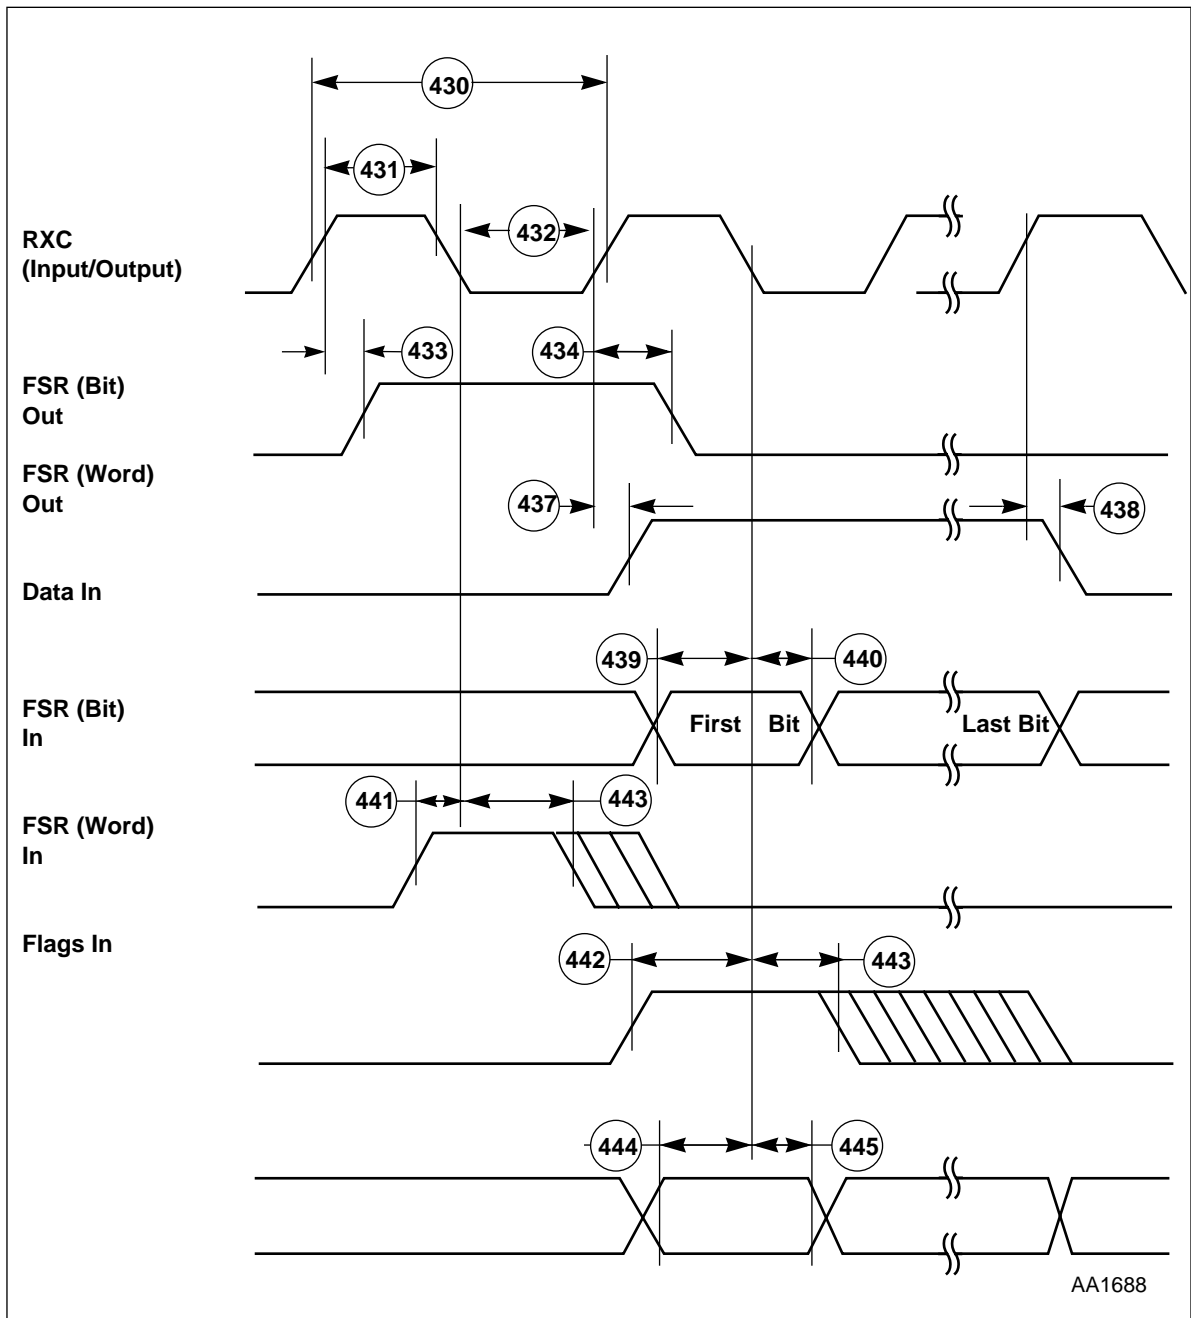 430
431
RXC
(Input/Output)
432
433
434
FSR (Bit)
Out
FSR (Word)
Out
437
438
Data In
439
440
FSR (Bit)
In
First Bit
Last Bit
441
443
FSR (Word)
In
Flags In
442
443
444
445
AA1688